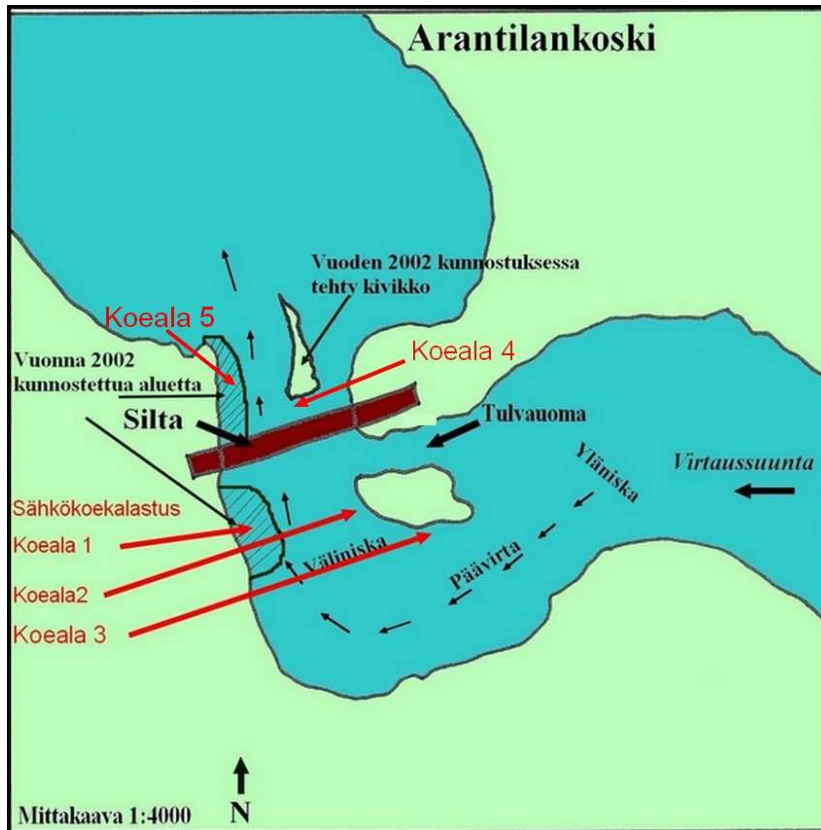 Arantilankoski
Vuoden 2002 kunnostuksessa
tehty kivikko
Koeala 5
Koeala 4
Vuonna 2002
kunnostettua aluetta
Silta
Tulvauoma
Yläniska
Virtaussuunta
Sähkökoekalastus
Koeala 1
Väliniska
Päävirta
Koeala2
Koeala 3
Mittakaava 1:4000
N